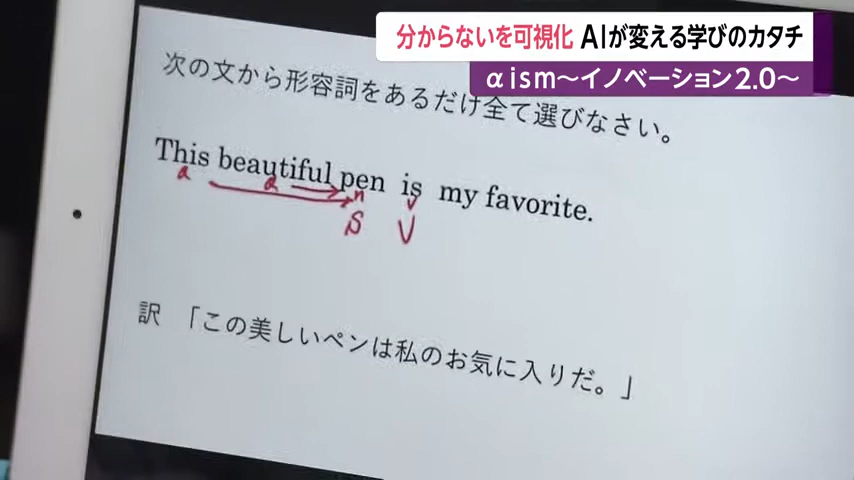 分からないを可視化 AIが変える学びのカタチ
αism～イノベーション2.0～
次の文から形容詞をあるだけ全て選びなさい。
This beautiful pen is my favorite.
a a n v
S V
訳 「この美しいペンは私のお気に入りだ。」